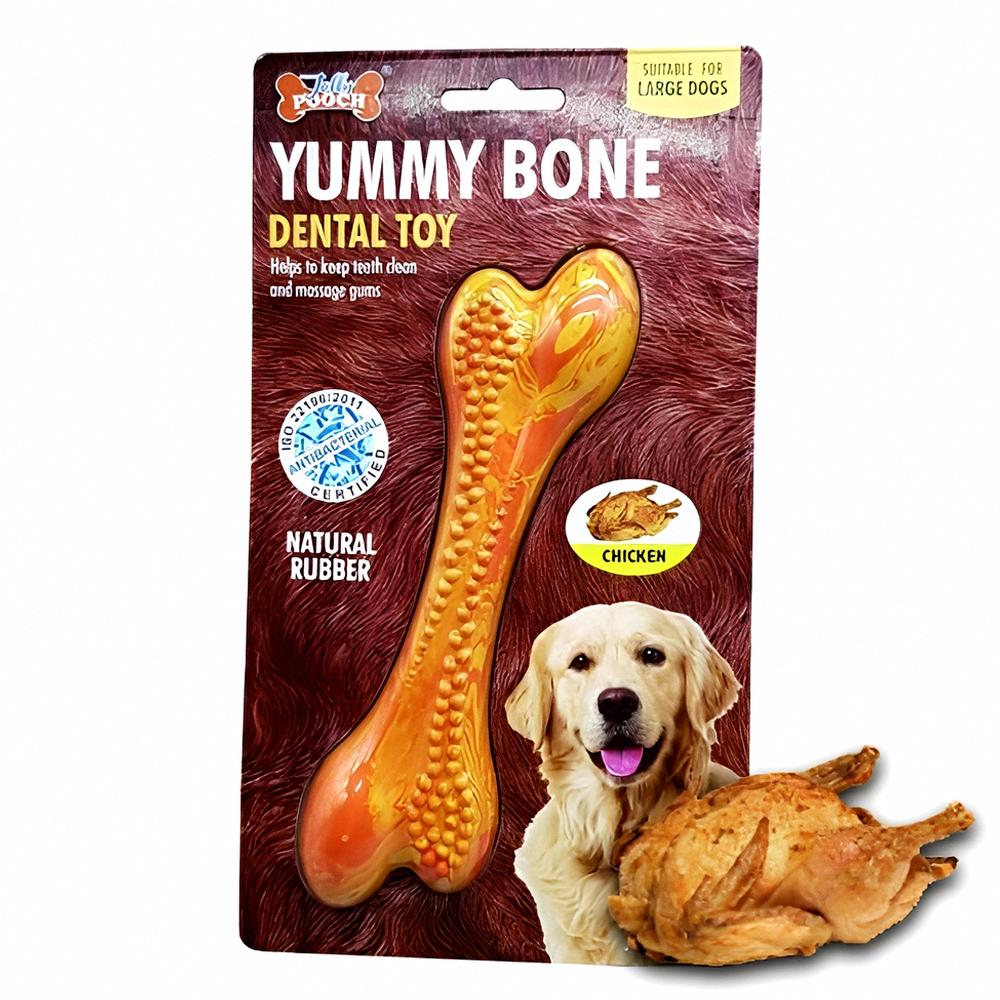 Jolly
POOCH
®
SUITABLE FOR
LARGE DOGS
YUMMY BONE
DENTAL TOY
Helps to keep teeth clean
and massage gums
ISO 22196:2011
ANTIBACTERIAL
CERTIFIED
NATURAL
RUBBER
CHICKEN